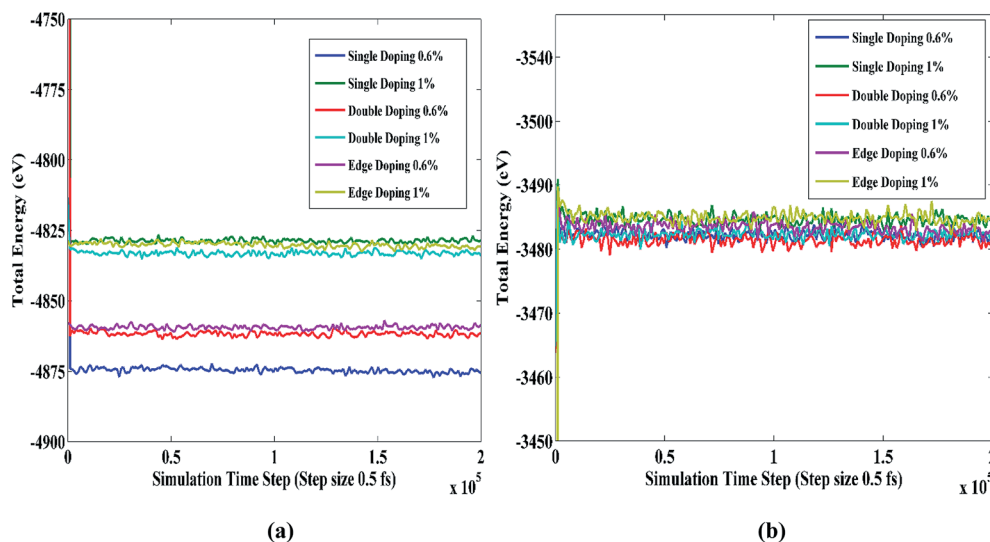 -4750
-4775
-4800
-4825
-4850
-4875
-4900
Total Energy (eV)
Single Doping 0.6%
Single Doping 1%
Double Doping 0.6%
Double Doping 1%
Edge Doping 0.6%
Edge Doping 1%
0 0.5 1 1.5 2
Simulation Time Step (Step size 0.5 fs)
x 10^5
(a)
-3540
-3500
-3490
-3480
-3470
-3460
-3450
Total Energy (eV)
Single Doping 0.6%
Single Doping 1%
Double Doping 0.6%
Double Doping 1%
Edge Doping 0.6%
Edge Doping 1%
0 0.5 1 1.5
Simulation Time Step (Step size 0.5 fs)
x 10
(b)